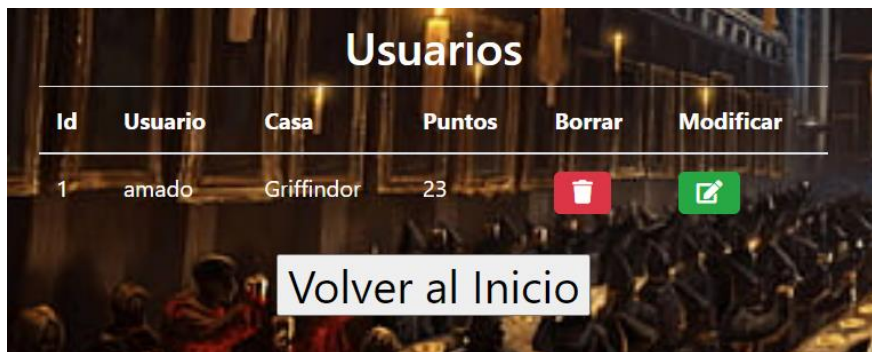 Usuarios
Id Usuario Casa Puntos Borrar Modificar
1 amado Griffindor 23
Volver al Inicio